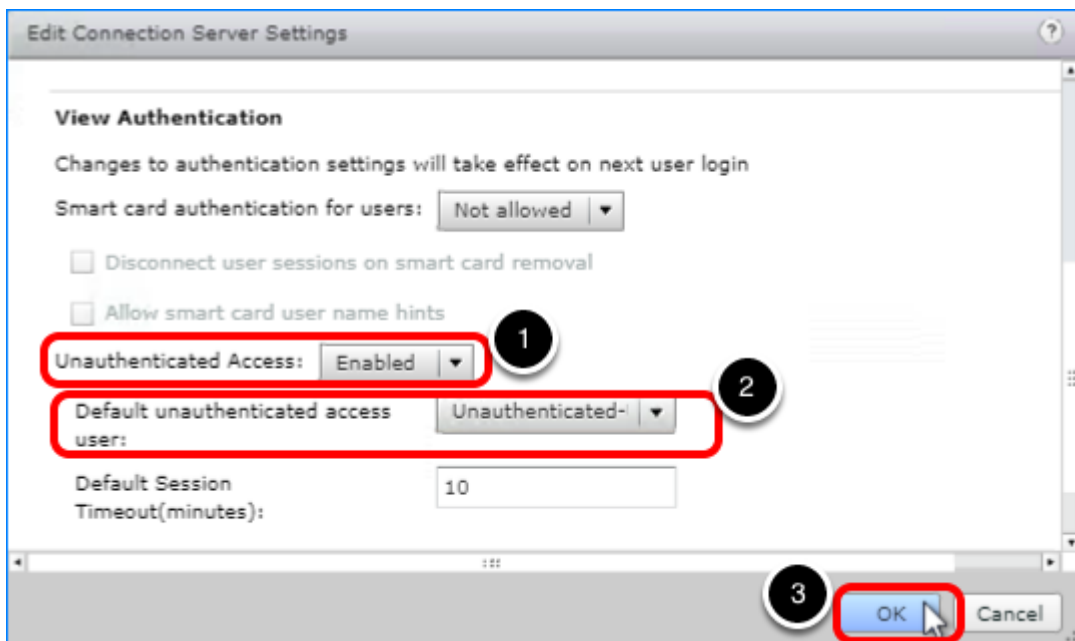 Edit Connection Server Settings
?
View Authentication
Changes to authentication settings will take effect on next user login
Smart card authentication for users: Not allowed
Disconnect user sessions on smart card removal
Allow smart card user name hints
1
Unauthenticated Access: Enabled
2
Default unauthenticated access
user:
Unauthenticated-
Default Session
Timeout(minutes):
10
3
OK
Cancel